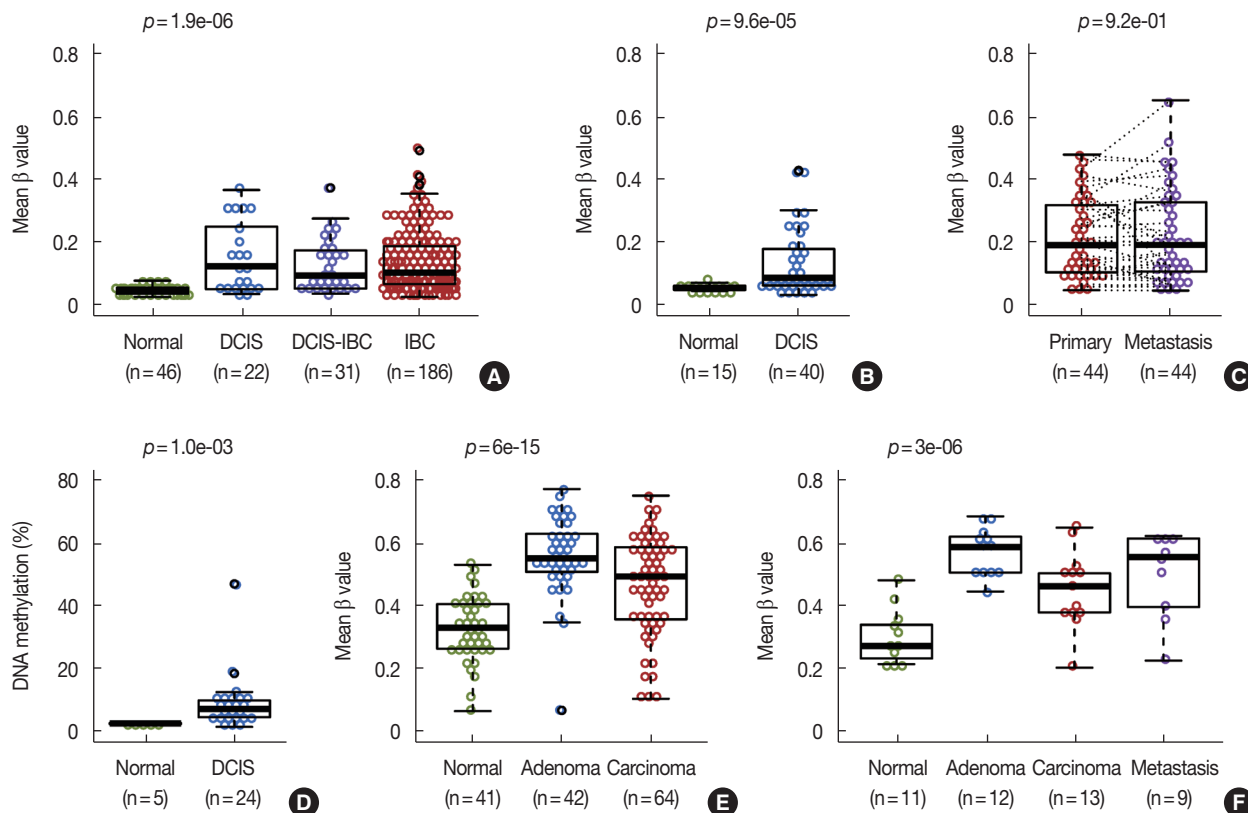 p=1.9e-06
0.8
0.6
0.4
0.2
0
Mean β value
Normal DCIS DCIS-IBC IBC
(n=46) (n=22) (n=31) (n=186)
A
p=9.6e-05
0.8
0.6
0.4
0.2
0
Mean β value
Normal DCIS
(n=15) (n=40)
B
p=9.2e-01
0.8
0.6
0.4
0.2
0
Mean β value
Primary Metastasis
(n=44) (n=44)
C
p=1.0e-03
80
60
40
20
0
DNA methylation (%)
Normal DCIS
(n=5) (n=24)
D
p=6e-15
0.8
0.6
0.4
0.2
0
Mean β value
Normal Adenoma Carcinoma
(n=41) (n=42) (n=64)
E
p=3e-06
0.8
0.6
0.4
0.2
0
Mean β value
Normal Adenoma Carcinoma Metastasis
(n=11) (n=12) (n=13) (n=9)
F